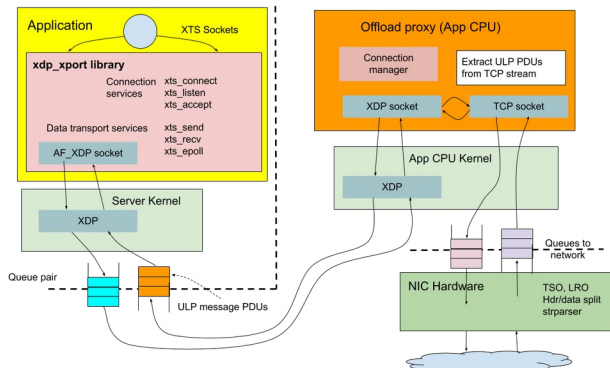 Application
XTS Sockets
xdp_xport library
Connection
services
xts_connect
xts_listen
xts_accept
Data transport services
xts_send
xts_recv
xts_epoll
AF_XDP socket
Server Kernel
XDP
Queue pair
ULP message PDUs
Offload proxy (App CPU)
Connection
manager
Extract ULP PDUs
from TCP stream
XDP socket
TCP socket
App CPU Kernel
XDP
Queues to
network
NIC Hardware
TSO, LRO
Hdr/data split
strparser